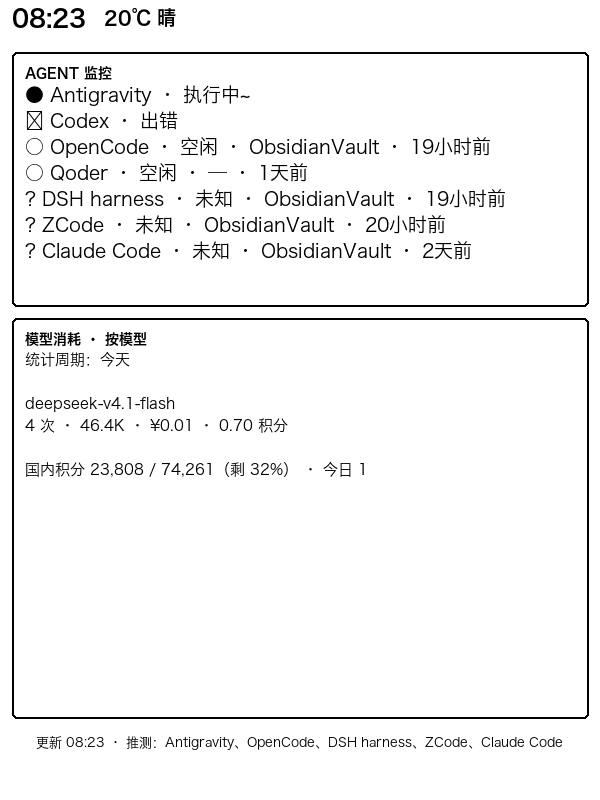 08:23 20℃ 晴
AGENT 监控
● Antigravity · 执行中~
☒ Codex · 出错
○ OpenCode · 空闲 · ObsidianVault · 19小时前
○ Qoder · 空闲 · — · 1天前
? DSH harness · 未知 · ObsidianVault · 19小时前
? ZCode · 未知 · ObsidianVault · 20小时前
? Claude Code · 未知 · ObsidianVault · 2天前
模型消耗 · 按模型
统计周期：今天
deepseek-v4.1-flash
4 次 · 46.4K · ¥0.01 · 0.70 积分
国内积分 23,808 / 74,261（剩 32%） · 今日 1
更新 08:23 · 推测：Antigravity、OpenCode、DSH harness、ZCode、Claude Code